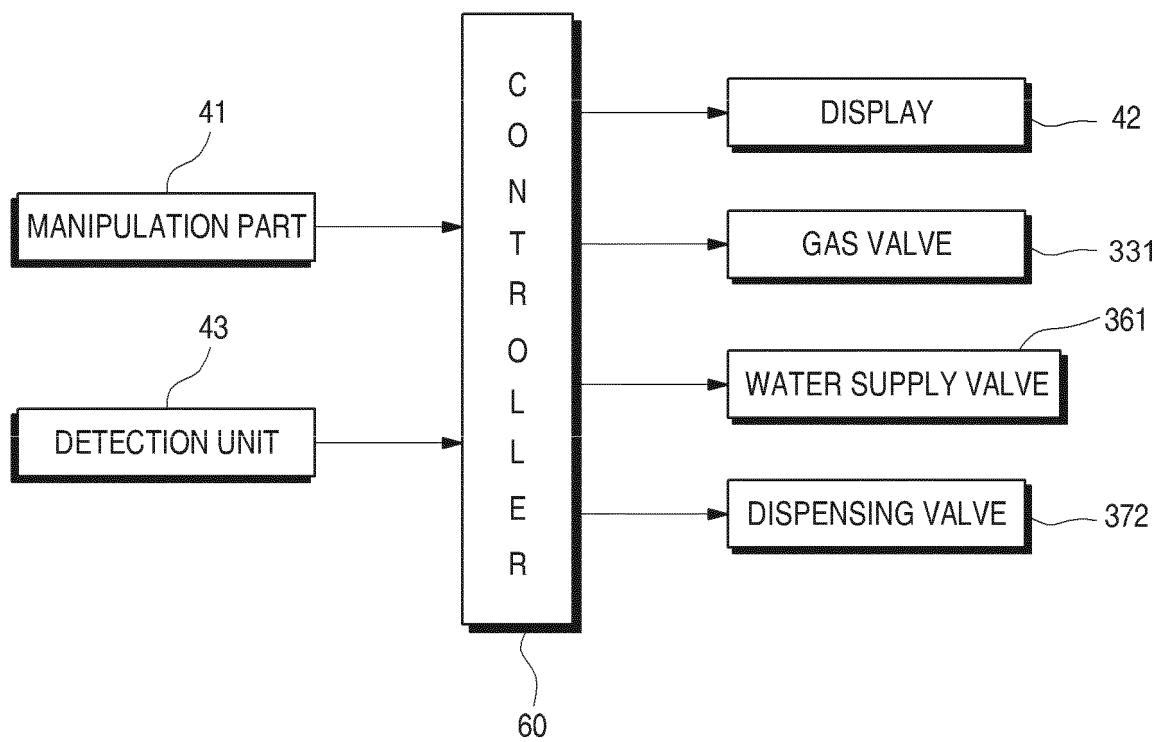 41
MANIPULATION PART
43
DETECTION UNIT
CONTROLLER
60
DISPLAY
42
GAS VALVE
331
361
WATER SUPPLY VALVE
DISPENSING VALVE
372